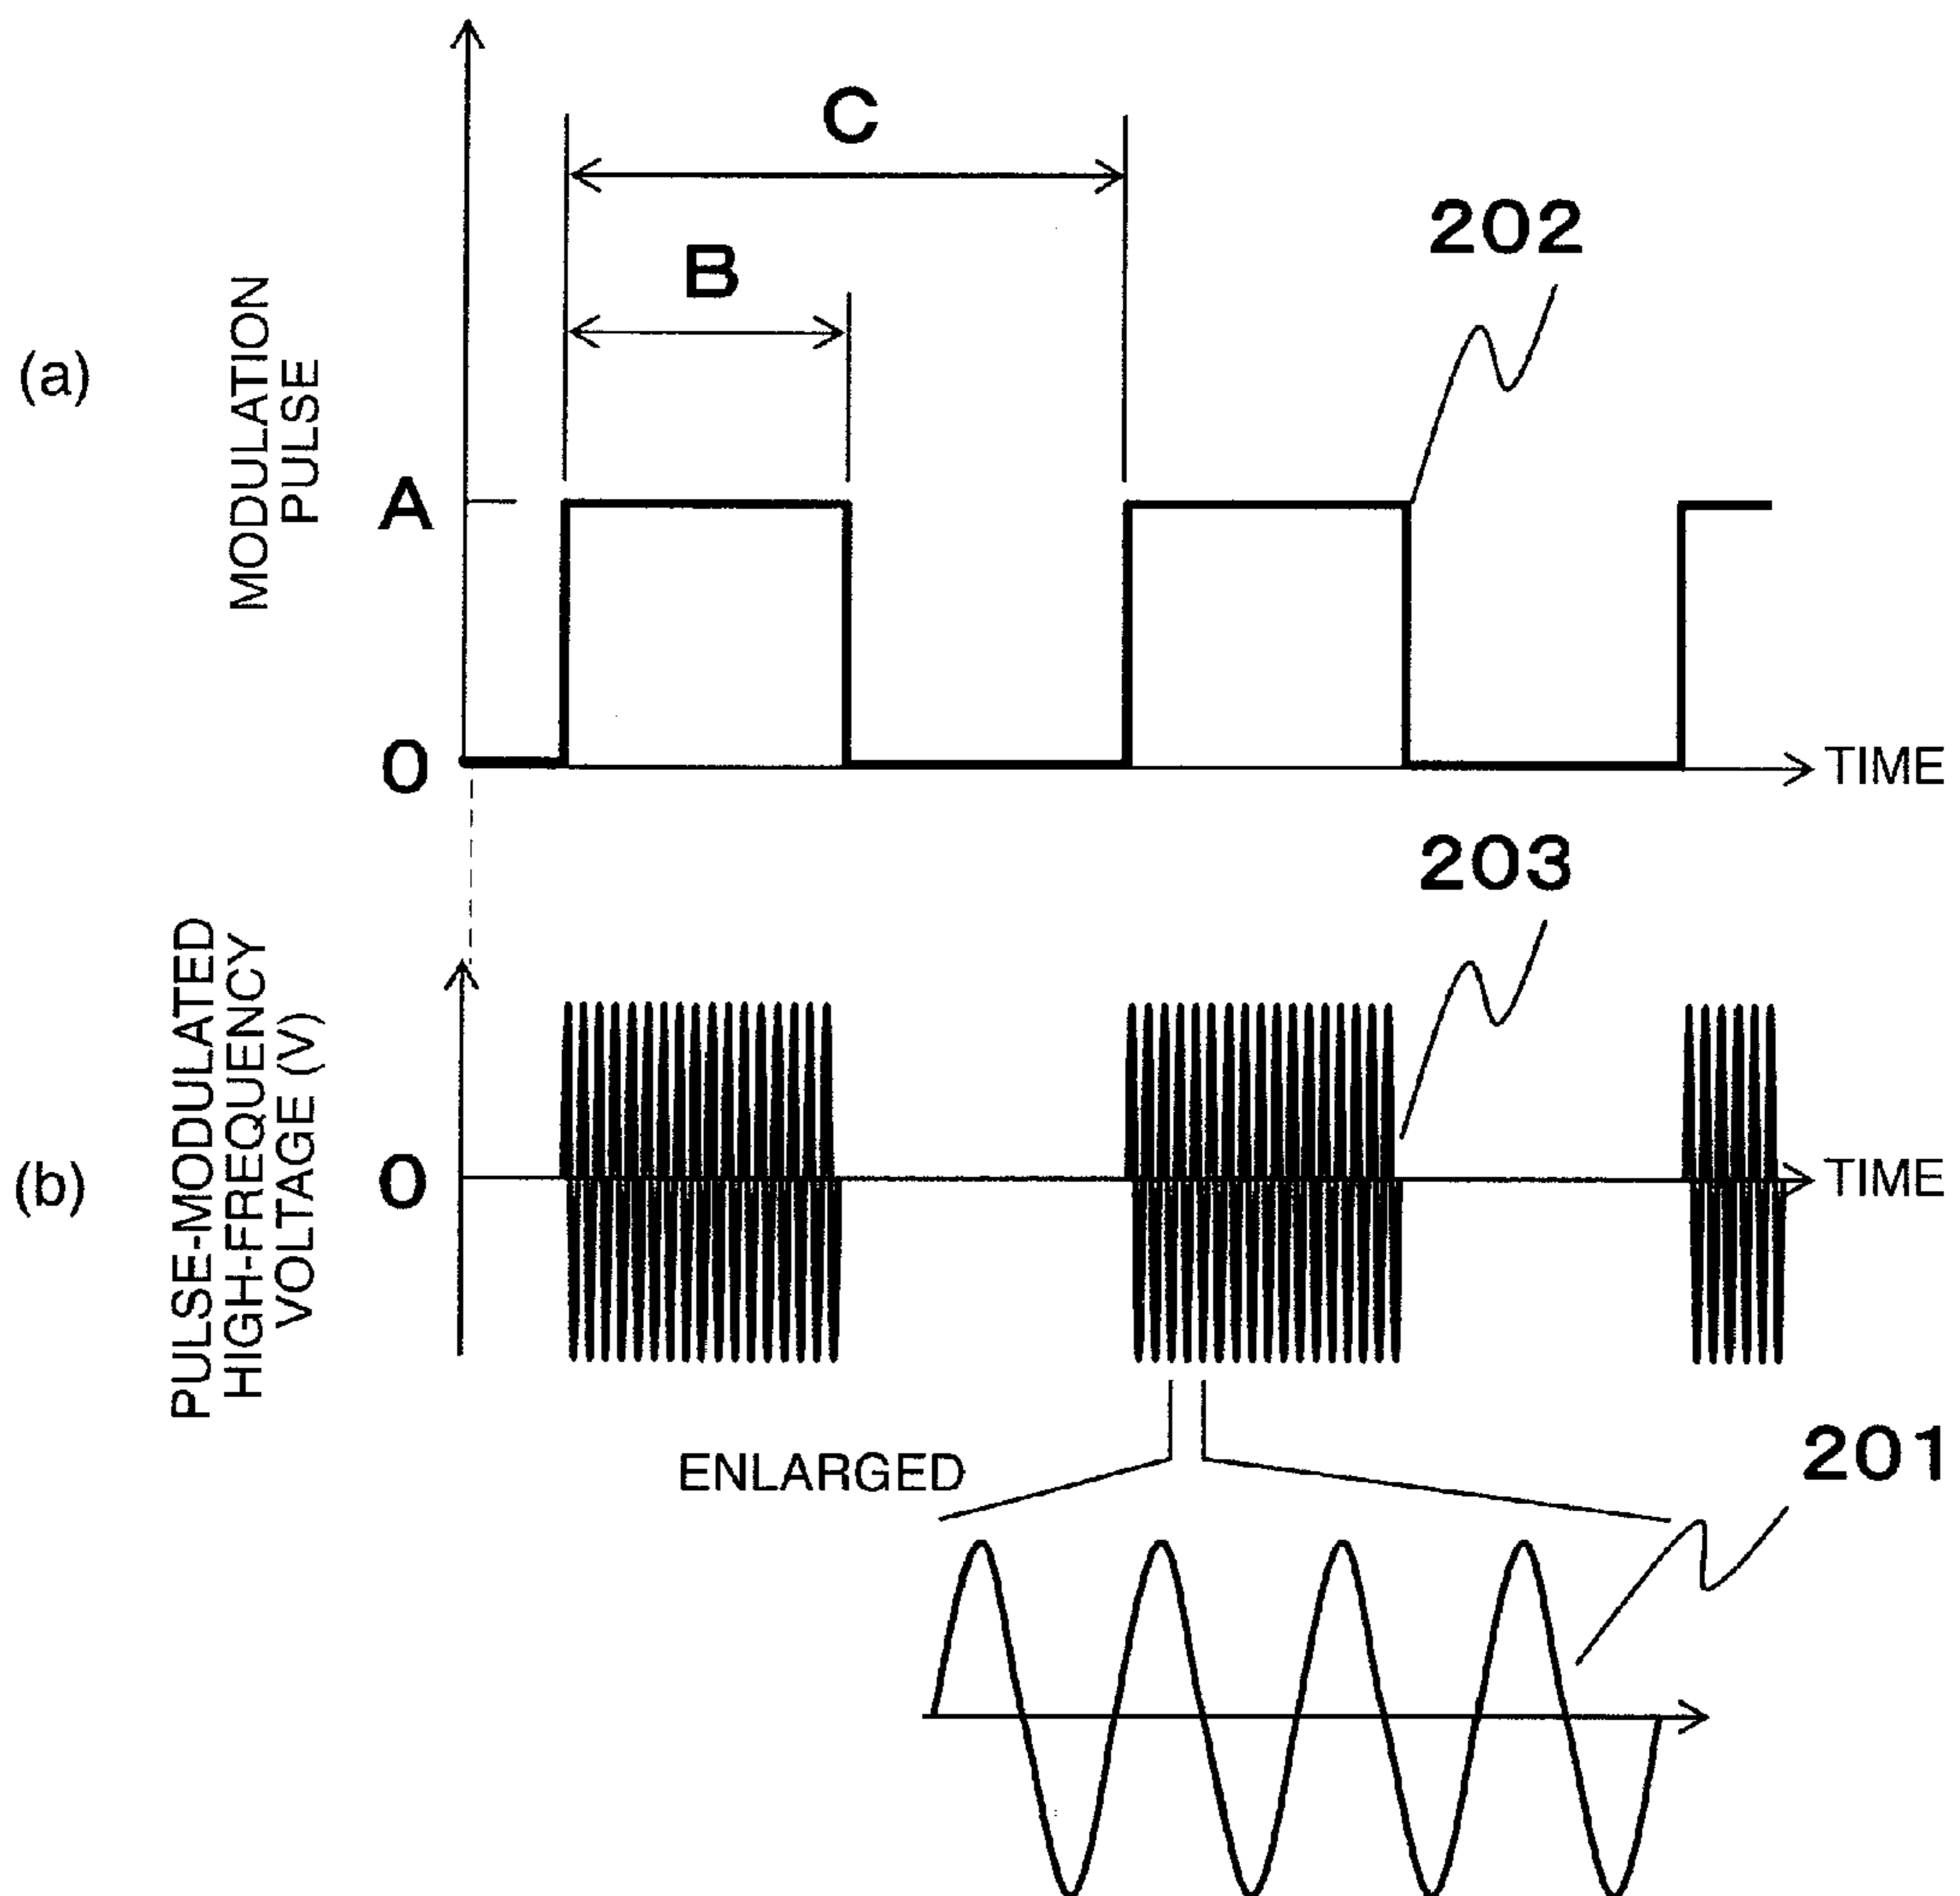 C
202
B
(a)
MODULATION
PULSE
A
0
TIME
203
PULSE-MODULATED
HIGH-FREQUENCY
VOLTAGE (V)
(b)
0
TIME
ENLARGED
201